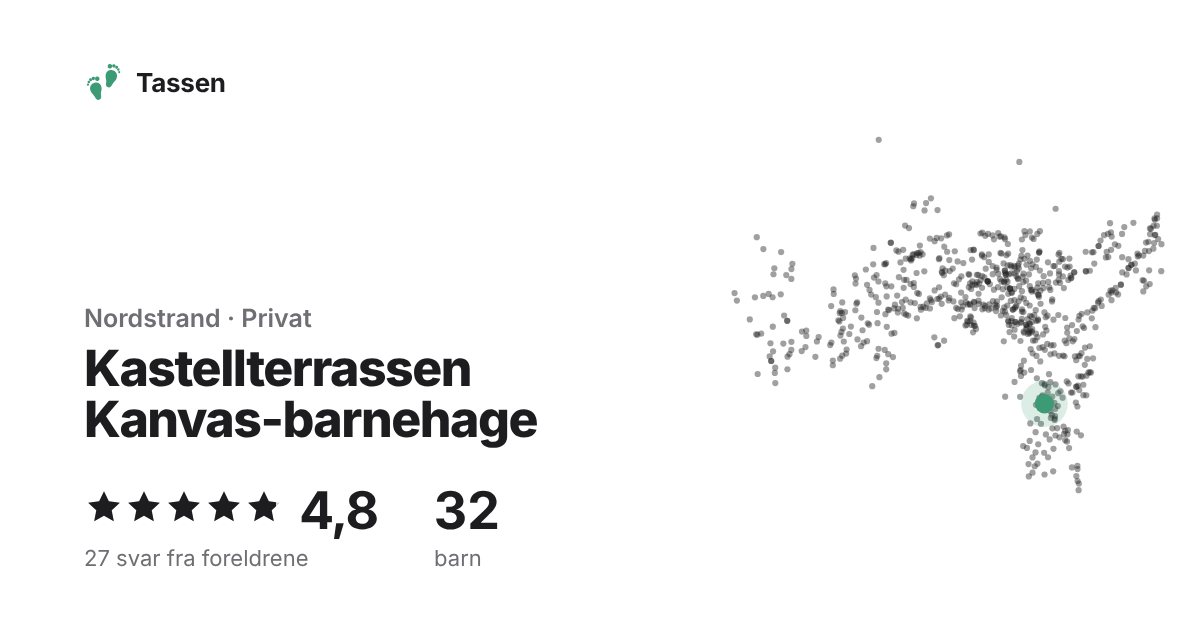 Tassen
Nordstrand · Privat
Kastellterrassen
Kanvas-barnehage
4,8
32
27 svar fra foreldrene
barn